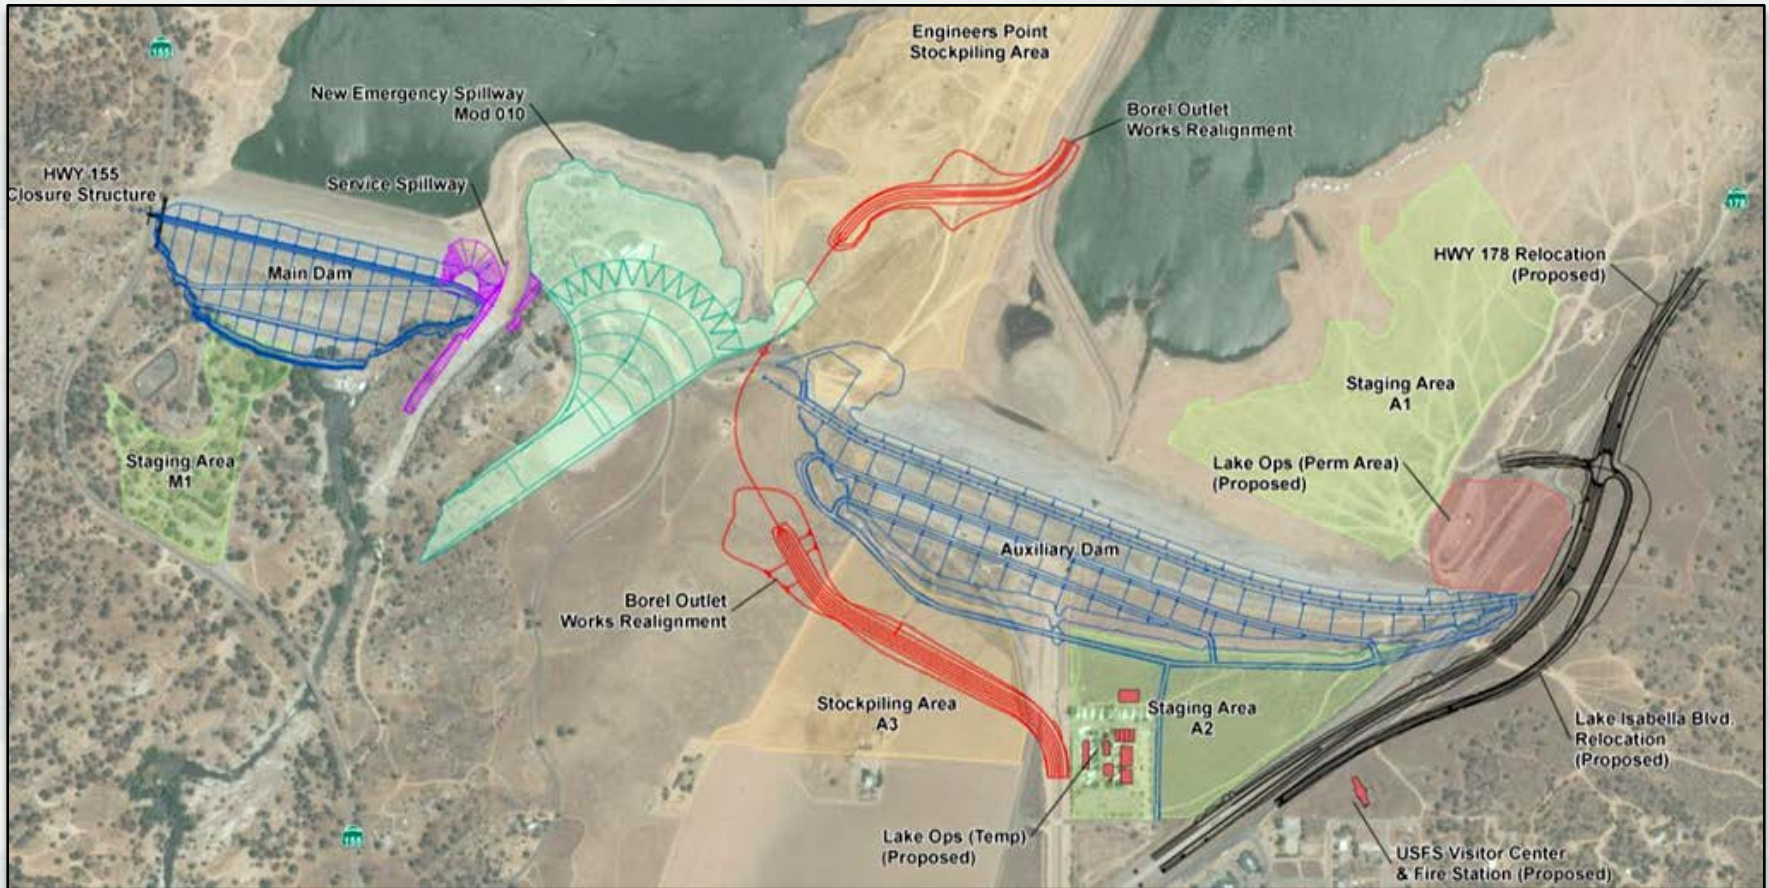 155
Engineers Point
Stockpiling Area
New Emergency Spillway
Mod 010
Borel Outlet
Works Realignment
HWY 155
Closure Structure
Service Spillway
178
HWY 178 Relocation
(Proposed)
Main Dam
Staging Area
A1
Staging Area
M1
Lake Ops (Perm Area)
(Proposed)
Auxiliary Dam
Borel Outlet
Works Realignment
Stockpiling Area
A3
Staging Area
A2
Lake Isabella Blvd.
Relocation
(Proposed)
155
Lake Ops (Temp)
(Proposed)
USFS Visitor Center
& Fire Station (Proposed)